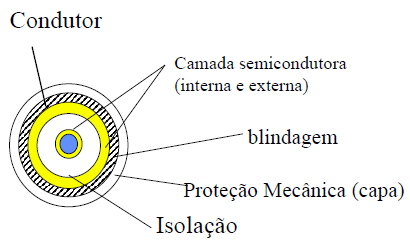 Condutor
Camada semicondutora
(interna e externa)
blindagem
Proteção Mecânica (capa)
Isolação